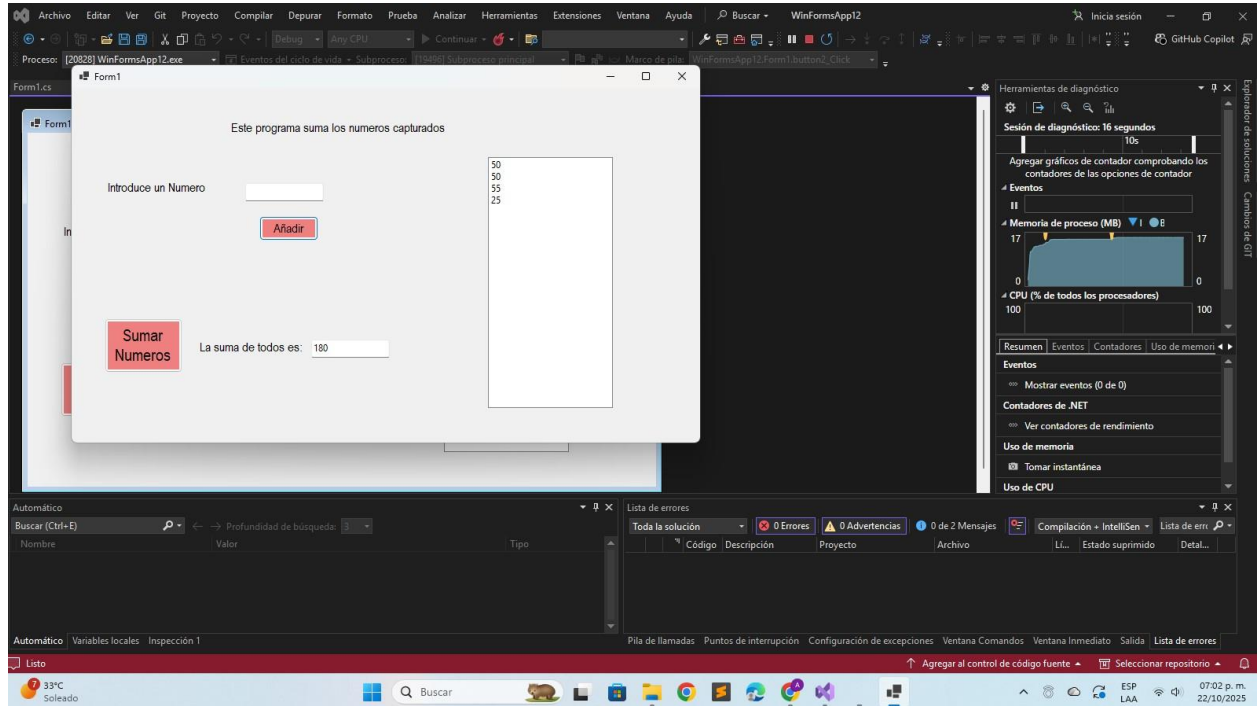 Archivo Editar Ver Git Proyecto Compilar Depurar Formato Prueba Analizar Herramientas Extensiones Ventana Ayuda Buscar WinFormsApp12 Inicia sesión
Debug Any CPU Continuar GitHub Copilot
Proceso: [20828] WinFormsApp12.exe Eventos del ciclo de vida Subproceso: [19496] Subproceso principal Marco de pila: WinFormsApp12.Form1.button2_Click
Form1.cs
Form1
Form1
Este programa suma los numeros capturados
Introduce un Numero
Añadir
50
50
55
25
In
Sumar
Numeros
La suma de todos es: 180
Herramientas de diagnóstico
Sesión de diagnóstico: 16 segundos
10s
Agregar gráficos de contador comprobando los
contadores de las opciones de contador
Eventos
Memoria de proceso (MB) I B
17 17
0 0
CPU (% de todos los procesadores)
100 100
Resumen Eventos Contadores Uso de memori
Eventos
Mostrar eventos (0 de 0)
Contadores de .NET
Ver contadores de rendimiento
Uso de memoria
Tomar instantánea
Uso de CPU
Explorador de soluciones
Cambios de GIT
Automático
Buscar (Ctrl+E) Profundidad de búsqueda: 3
Nombre Valor Tipo
Automático Variables locales Inspección 1
Lista de errores
Toda la solución 0 Errores 0 Advertencias 0 de 2 Mensajes Compilación + IntelliSen Lista de erro
Código Descripción Proyecto Archivo Lí... Estado suprimido Detal...
Pila de llamadas Puntos de interrupción Configuración de excepciones Ventana Comandos Ventana Inmediato Salida Lista de errores
Listo Agregar al control de código fuente Seleccionar repositorio
33°C
Soleado
Buscar
ESP
LAA
07:02 p. m.
22/10/2025